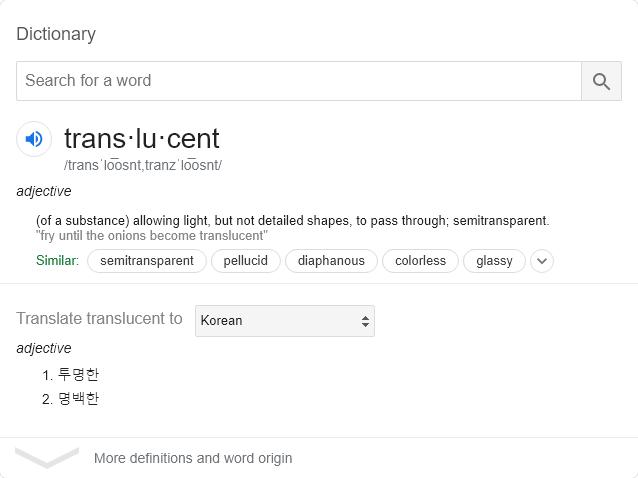 Dictionary
Search for a word
trans·lu·cent
/transˈlo͞osnt,tranzˈlo͞osnt/
adjective
(of a substance) allowing light, but not detailed shapes, to pass through; semitransparent.
"fry until the onions become translucent"
Similar: semitransparent pellucid diaphanous colorless glassy
Translate translucent to Korean
adjective
1. 투명한
2. 명백한
More definitions and word origin